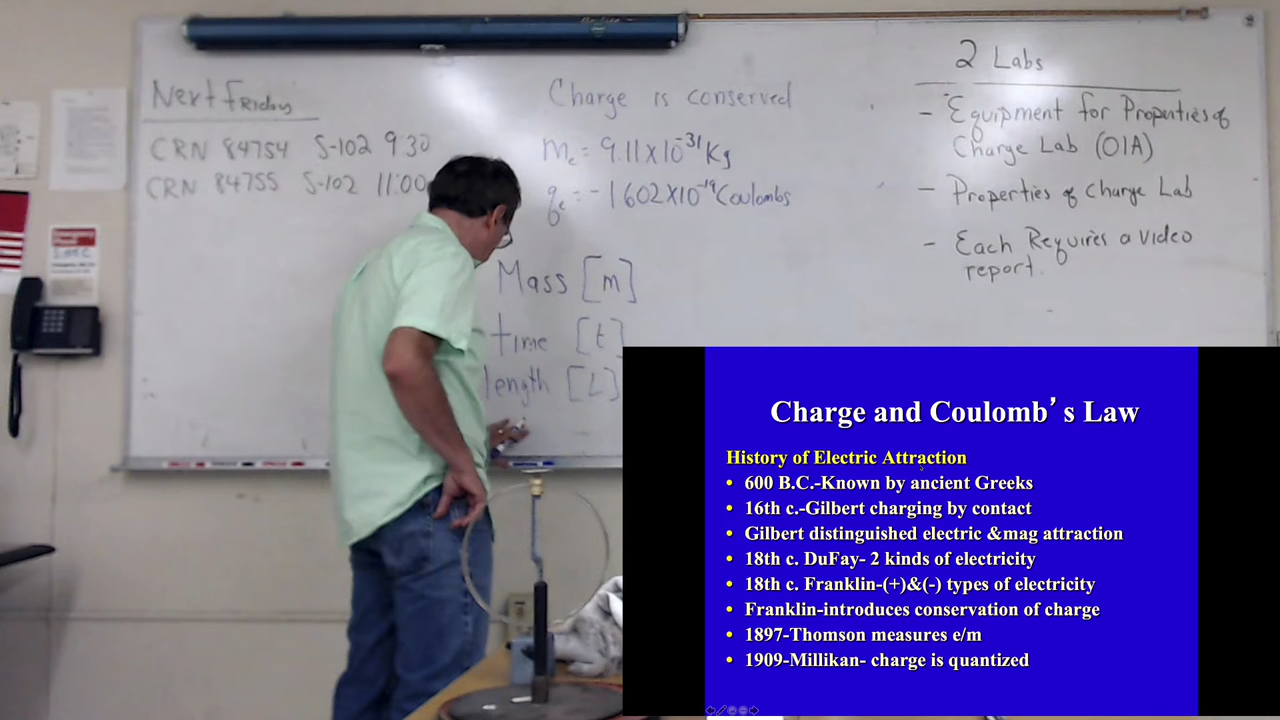 Next Friday
CRN 84754 S-102 9:30
CRN 84755 S-102 11:00
Charge is conserved
me = 9.11X10^-31 Kg
qe = -1.602X10^-19 Coulombs
Mass [m]
time [t]
length [L]
2 Labs
- Equipment for Properties of
Charge Lab (01A)
- Properties of Charge Lab
- Each Requires a video
report.
Charge and Coulomb's Law
History of Electric Attraction
• 600 B.C.-Known by ancient Greeks
• 16th c.-Gilbert charging by contact
• Gilbert distinguished electric &mag attraction
• 18th c. DuFay- 2 kinds of electricity
• 18th c. Franklin-(+)&(-) types of electricity
• Franklin-introduces conservation of charge
• 1897-Thomson measures e/m
• 1909-Millikan- charge is quantized